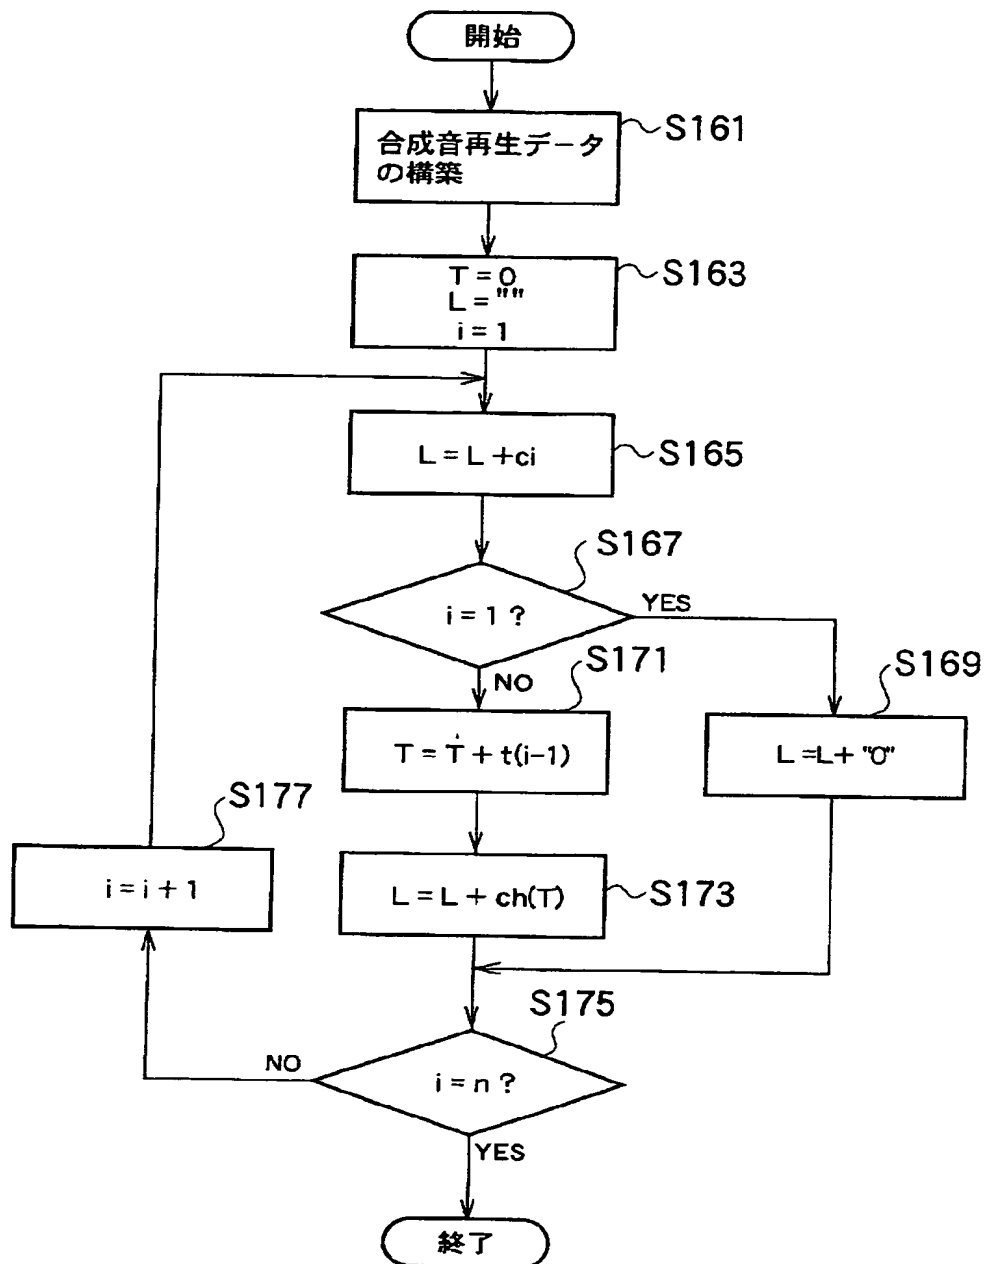 開始
合成音再生データ
の構築
S161
T = 0
L = ""
i = 1
S163
L = L + ci
S165
S167
i = 1 ?
YES
NO
S171
T = T + t(i-1)
S169
L = L + "0"
S177
i = i + 1
L = L + ch(T)
S173
S175
i = n ?
NO
YES
終了